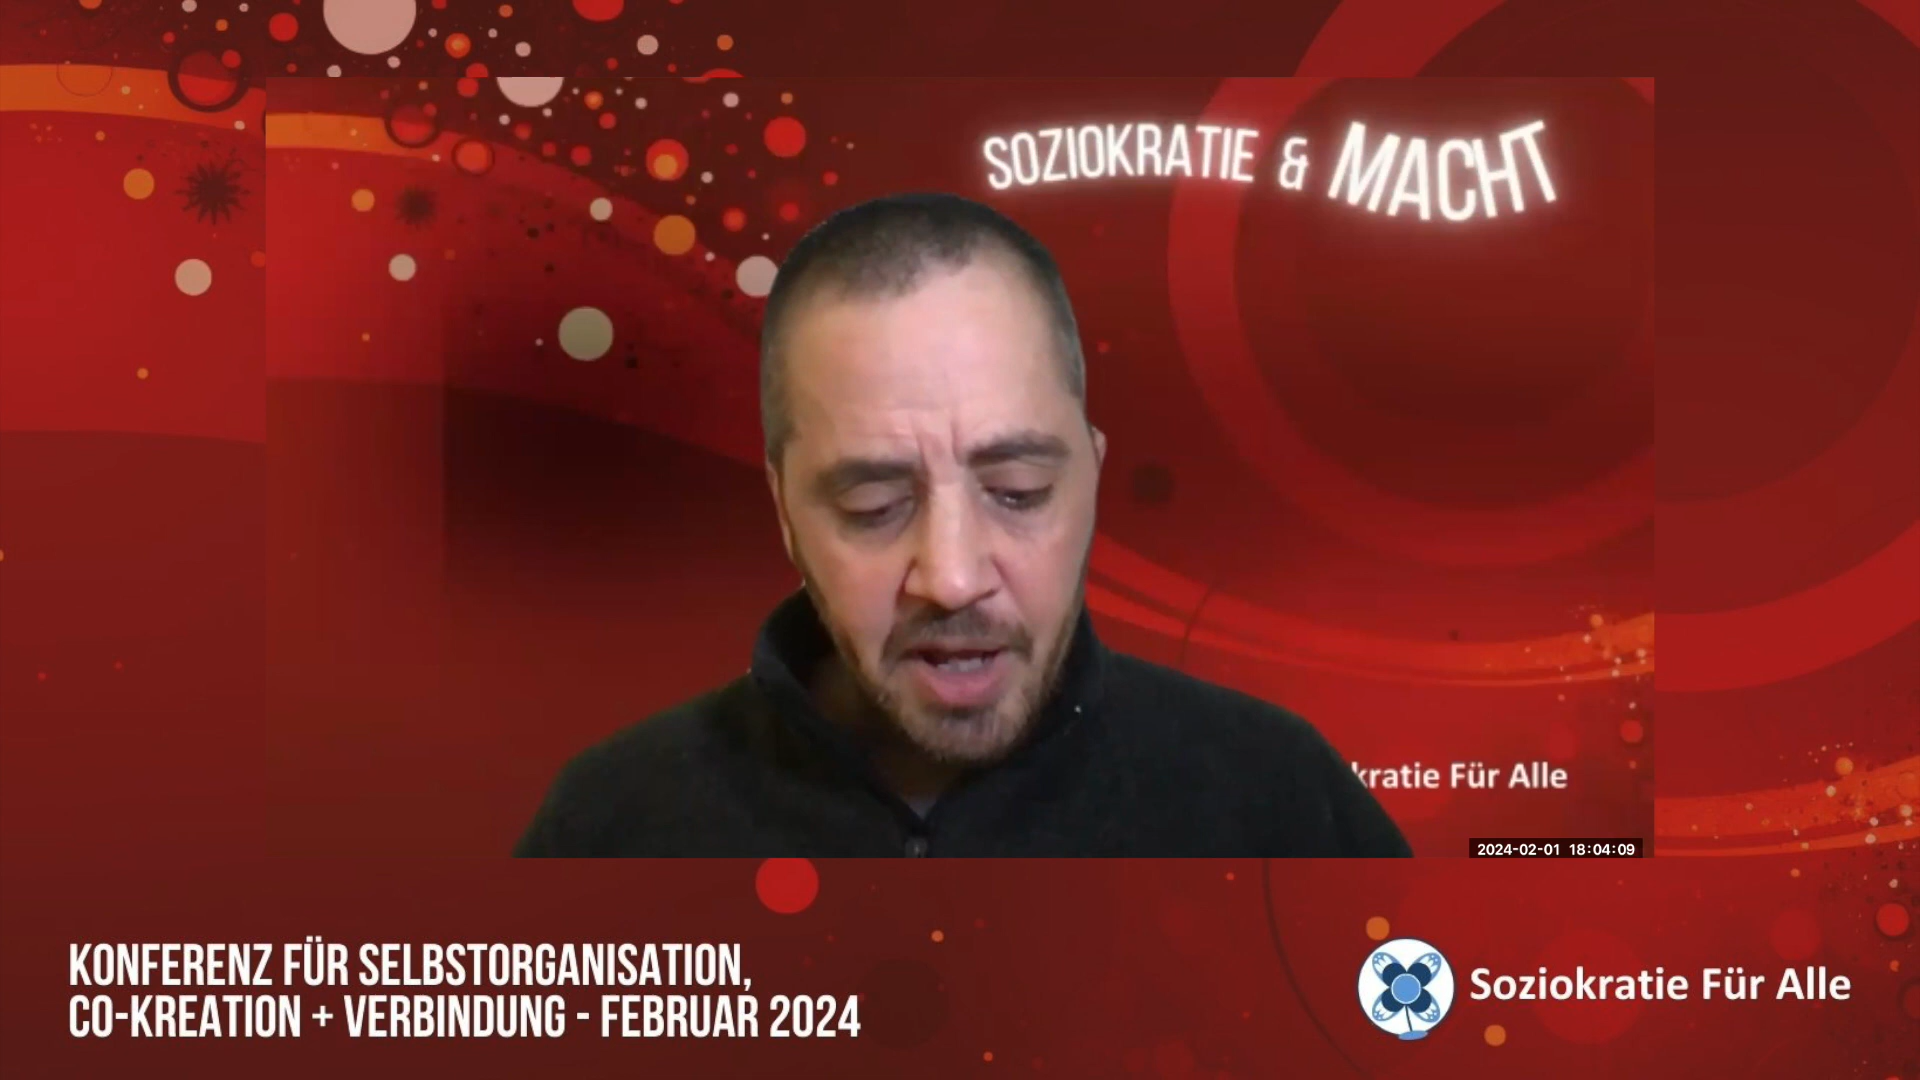 SOZIOKRATIE & MACHT
kratie Für Alle
2024-02-01 18:04:09
KONFERENZ FÜR SELBSTORGANISATION,
CO-KREATION + VERBINDUNG - FEBRUAR 2024
Soziokratie Für Alle